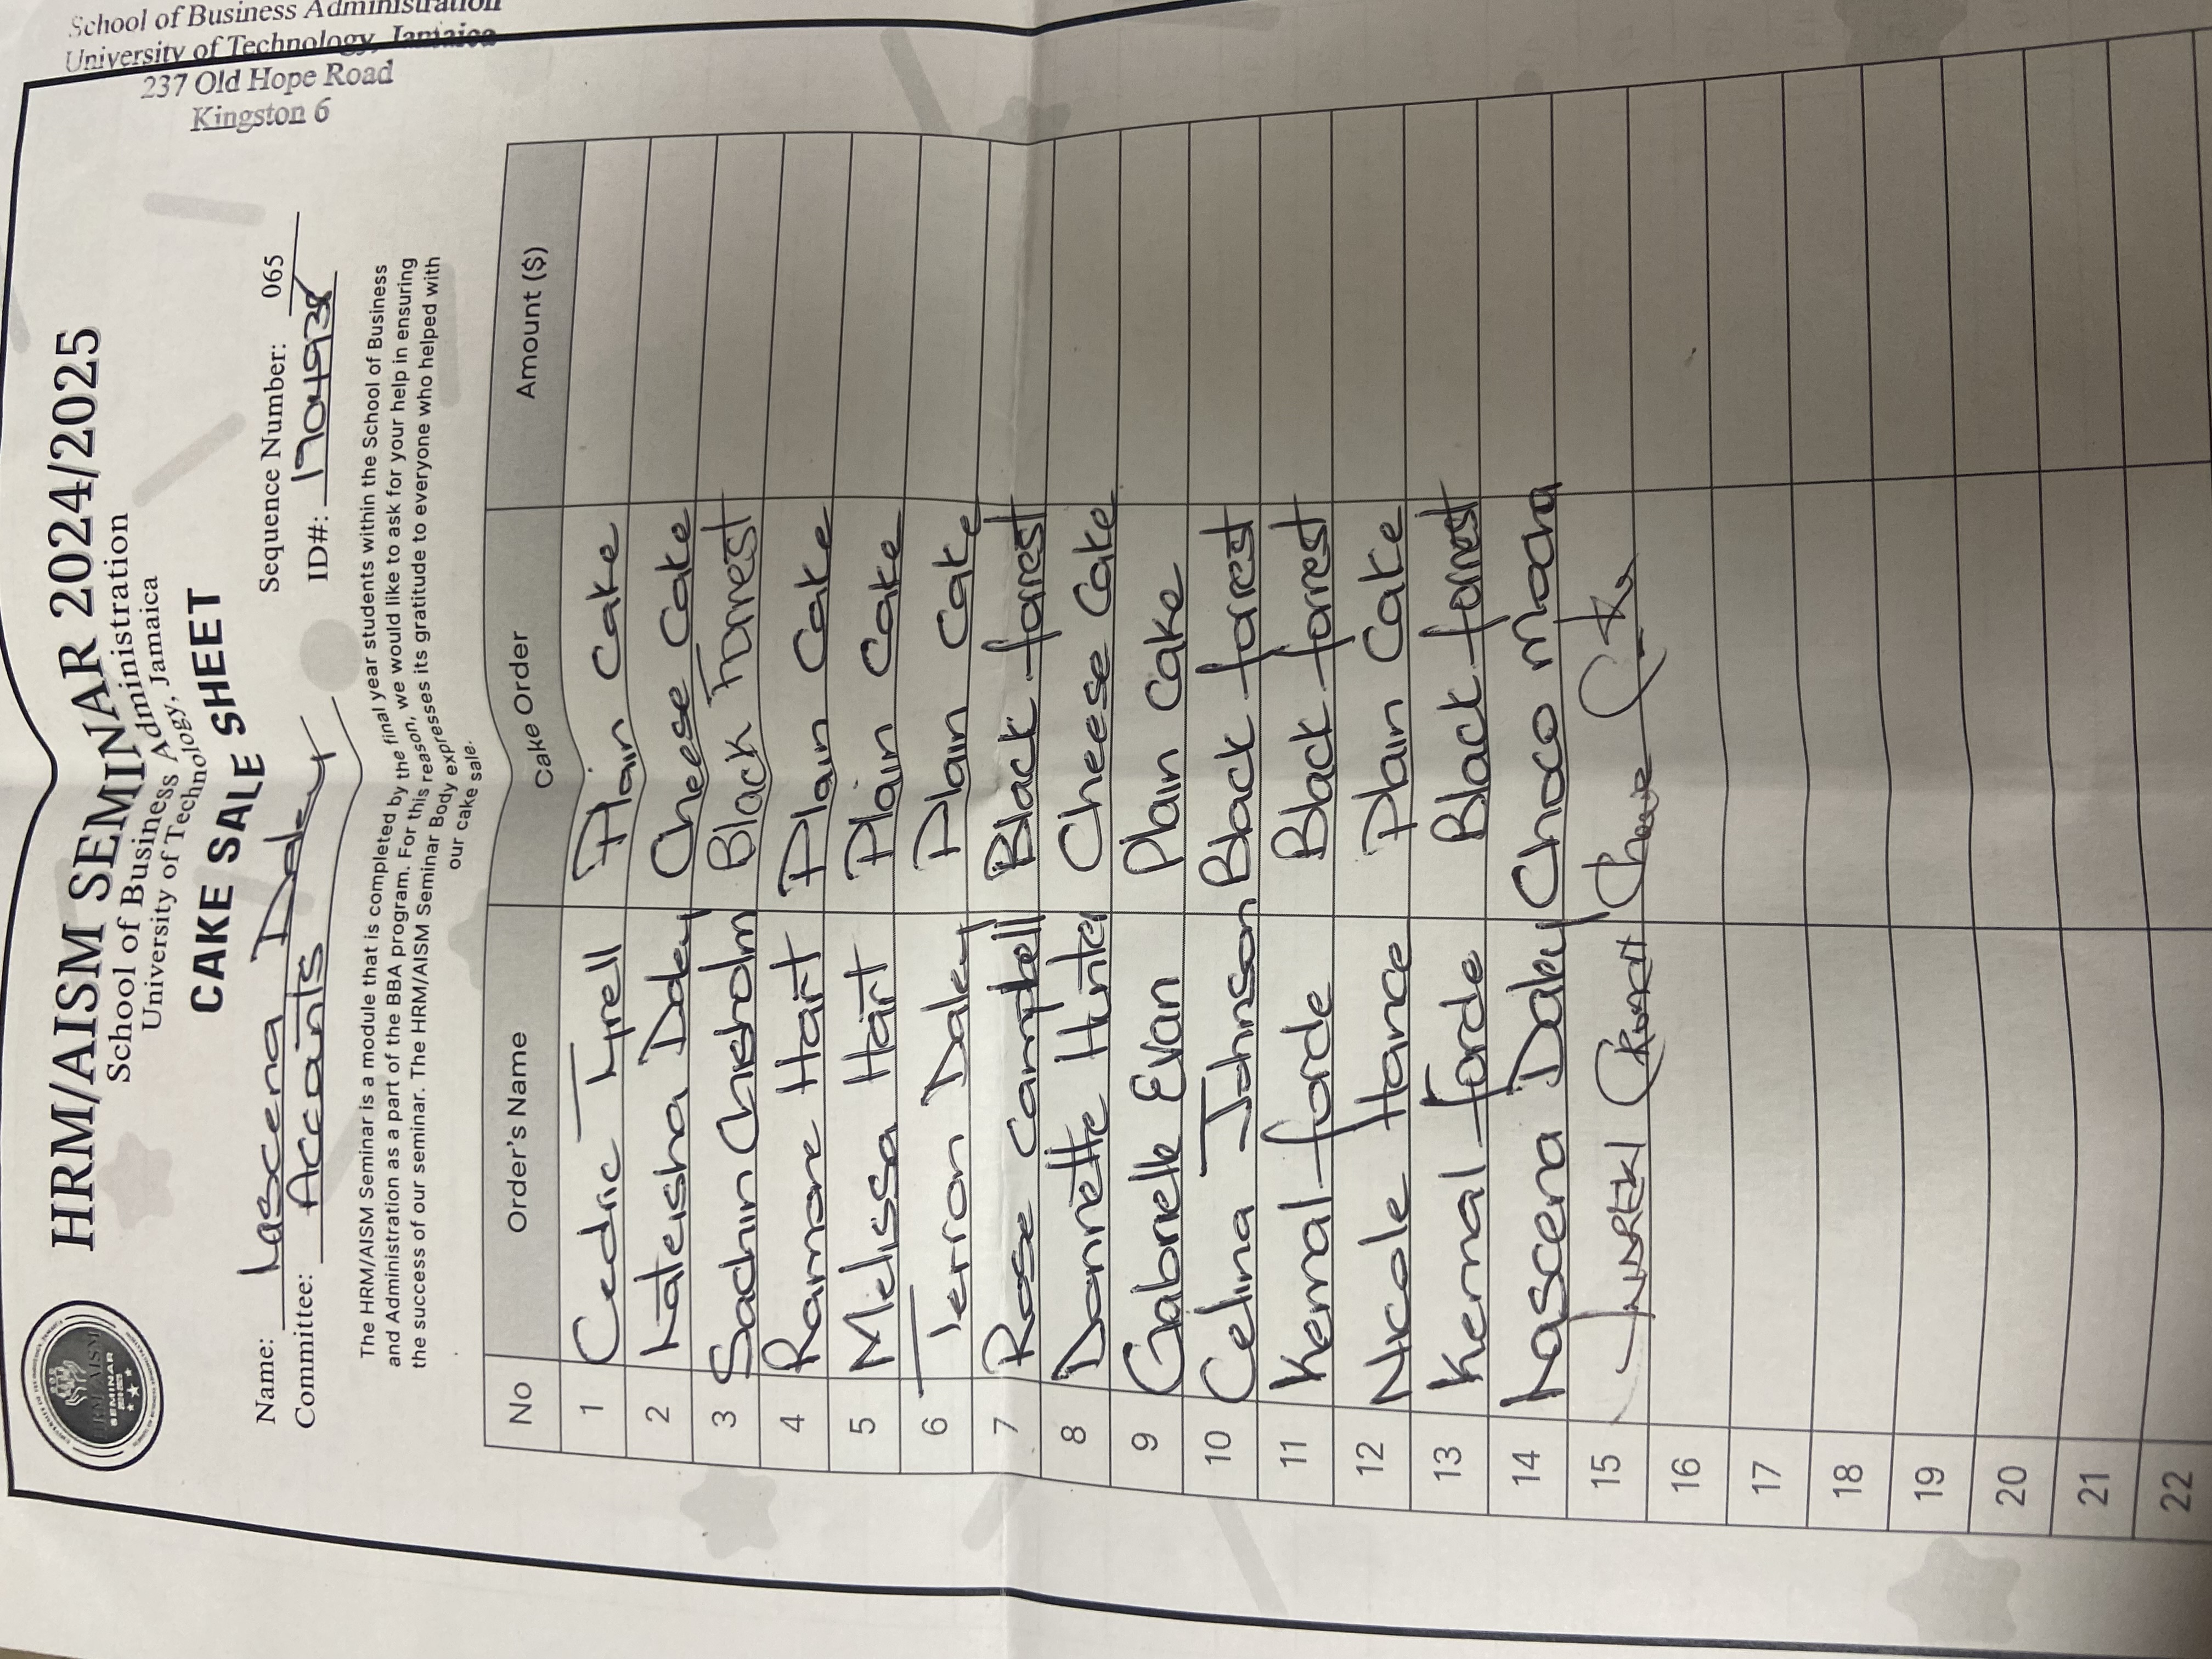 HRM/AISM SEMINAR 2024/2025
School of Business Administration
University of Technology, Jamaica
CAKE SALE SHEET
HRM/AISM
SEMINAR
2024-2025
School of Business Administration
University of Technology, Jamaica
237 Old Hope Road
Kingston 6
Name: Lascena Daley Sequence Number: 065
Committee: Accounts ID#: 1704938
The HRM/AISM Seminar is a module that is completed by the final year students within the School of Business
and Administration as a part of the BBA program. For this reason, we would like to ask for your help in ensuring
the success of our seminar. The HRM/AISM Seminar Body expresses its gratitude to everyone who helped with
our cake sale.
No Order's Name Cake Order Amount ($)
1 Cedric Tyrell Plain Cake
2 Lateisha Daley Cheese Cake
3 Sachin Chisholm Black Forrest
4 Ramone Hart Plain Cake
5 Melissa Hart Plain Cake
6 Terron Daley Plain Cake
7 Rose Campbell Black forrest
8 Donnette Hunter Cheese Cake
9 Gabrielle Evan Plain Cake
10 Celina Johnson Black forrest
11 Kemal forde Black forrest
12 Nicole Hance Plain Cake
13 Kemal forde Black forrest
14 Lascena Daley Choco Mocha
15 Cheese Cake
16
17
18
19
20
21
22